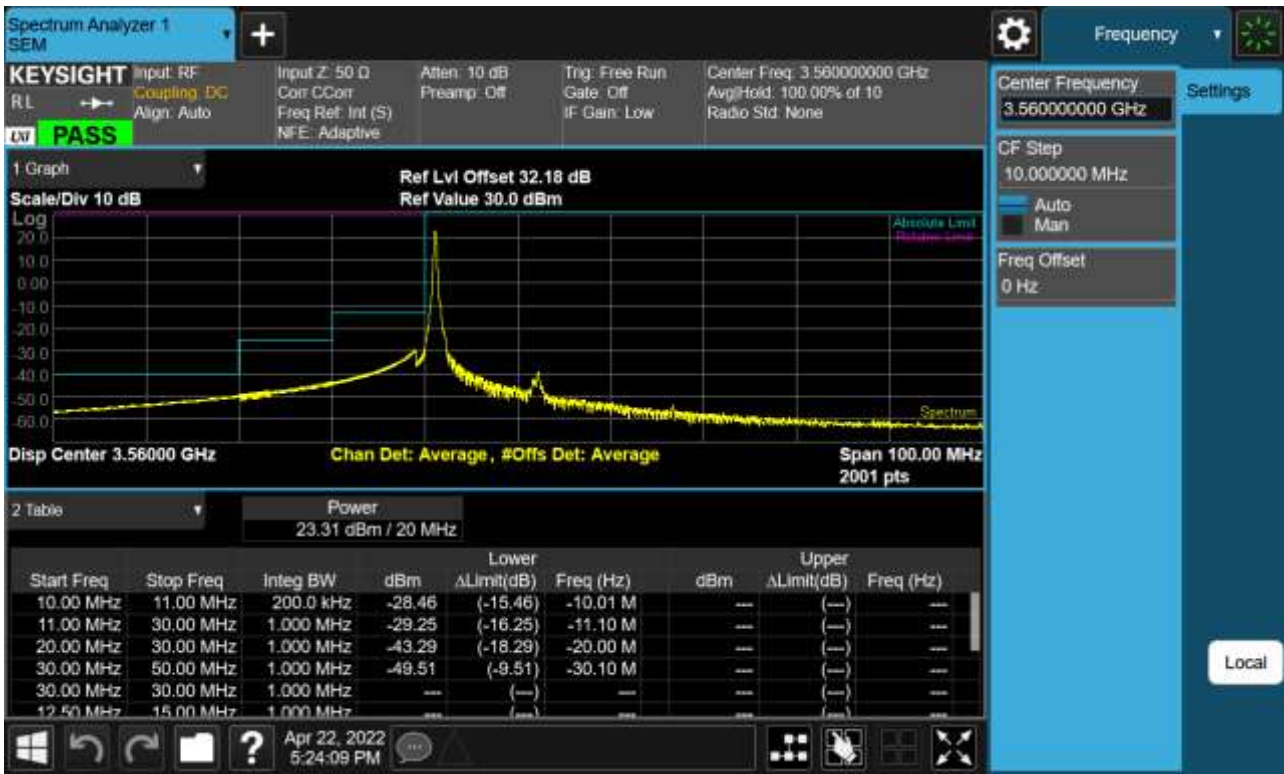 Spectrum Analyzer 1
SEM
Frequency
KEYSIGHT
RL
LXI
PASS
Input: RF
Coupling: DC
Align: Auto
Input Z: 50 Ω
Corr CCorr
Freq Ref: Int (S)
NFE: Adaptive
Atten: 10 dB
Preamp: Off
Trig: Free Run
Gate: Off
IF Gain: Low
Center Freq: 3.560000000 GHz
Avg|Hold: 100.00% of 10
Radio Std: None
Center Frequency
3.560000000 GHz
Settings
CF Step
10.000000 MHz
Auto
Man
Freq Offset
0 Hz
1 Graph
Ref Lvl Offset 32.18 dB
Scale/Div 10 dB
Ref Value 30.0 dBm
Log
Absolute Limit
Relative Limit
20.0
10.0
0.00
-10.0
-20.0
-30.0
-40.0
-50.0
-60.0
Spectrum
Disp Center 3.56000 GHz
Chan Det: Average, #Offs Det: Average
Span 100.00 MHz
2001 pts
2 Table
Power
23.31 dBm / 20 MHz
Lower Upper
Start Freq Stop Freq Integ BW dBm ΔLimit(dB) Freq (Hz) dBm ΔLimit(dB) Freq (Hz)
10.00 MHz 11.00 MHz 200.0 kHz -28.46 (-15.46) -10.01 M --- (---) ---
11.00 MHz 30.00 MHz 1.000 MHz -29.25 (-16.25) -11.10 M --- (---) ---
20.00 MHz 30.00 MHz 1.000 MHz -43.29 (-18.29) -20.00 M --- (---) ---
30.00 MHz 50.00 MHz 1.000 MHz -49.51 (-9.51) -30.10 M --- (---) ---
30.00 MHz 30.00 MHz 1.000 MHz --- (---) --- --- (---) ---
12.50 MHz 15.00 MHz 1.000 MHz --- (---) --- --- (---) ---
Local
?
Apr 22, 2022
5:24:09 PM